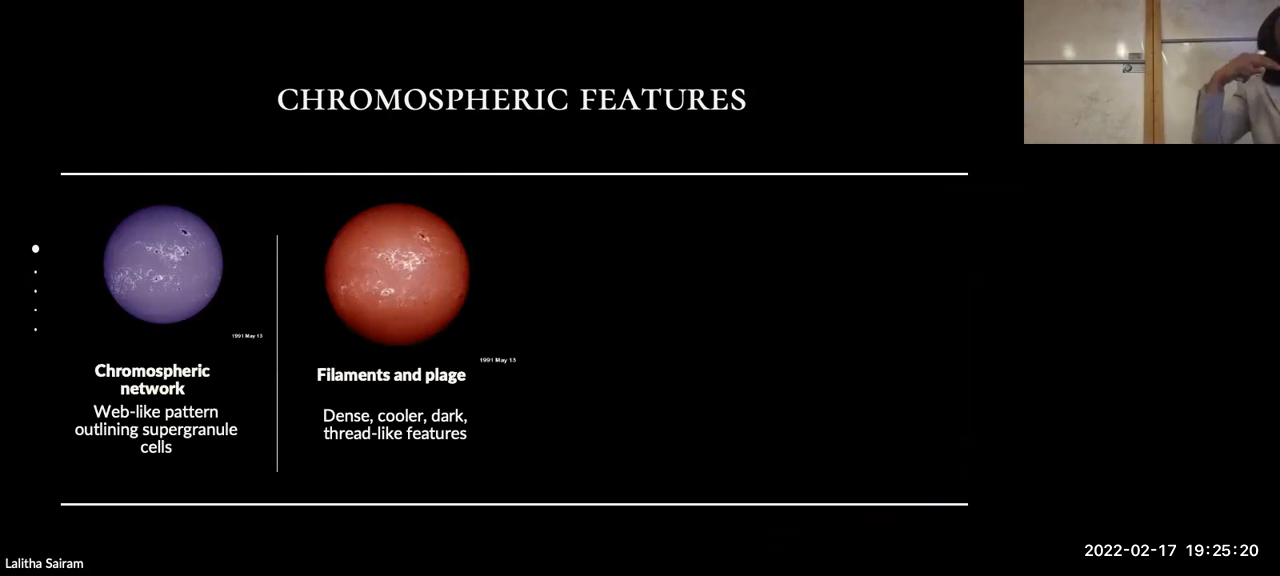 CHROMOSPHERIC FEATURES
1991 May 13
Chromospheric
network
Web-like pattern
outlining supergranule
cells
1991 May 13
Filaments and plage
Dense, cooler, dark,
thread-like features
Lalitha Sairam
2022-02-17 19:25:20